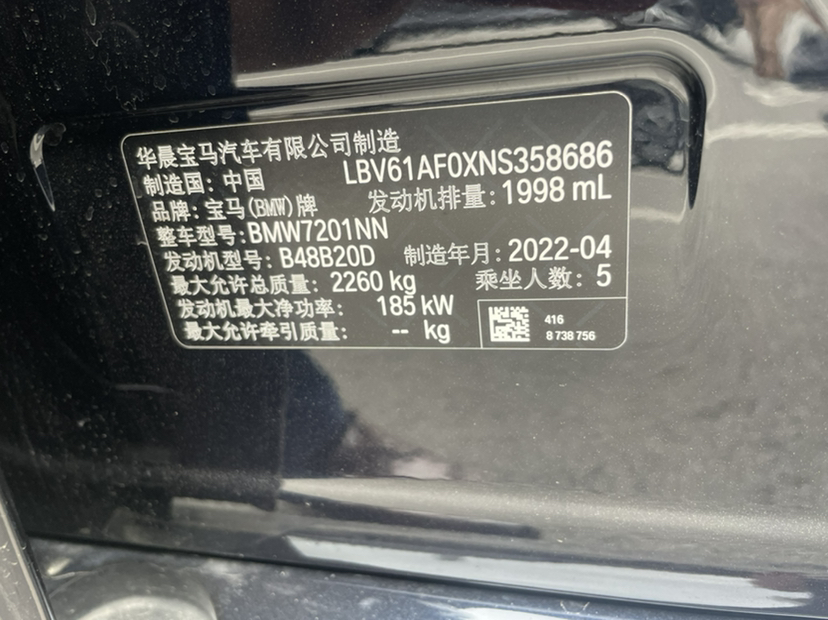 华晨宝马汽车有限公司制造
制造国: 中国 LBV61AF0XNS358686
品牌: 宝马(BMW)牌 发动机排量: 1998 mL
整车型号: BMW7201NN
发动机型号: B48B20D 制造年月: 2022-04
最大允许总质量: 2260 kg 乘坐人数: 5
发动机最大净功率: 185 kW
最大允许牵引质量: -- kg
416
8 738 756